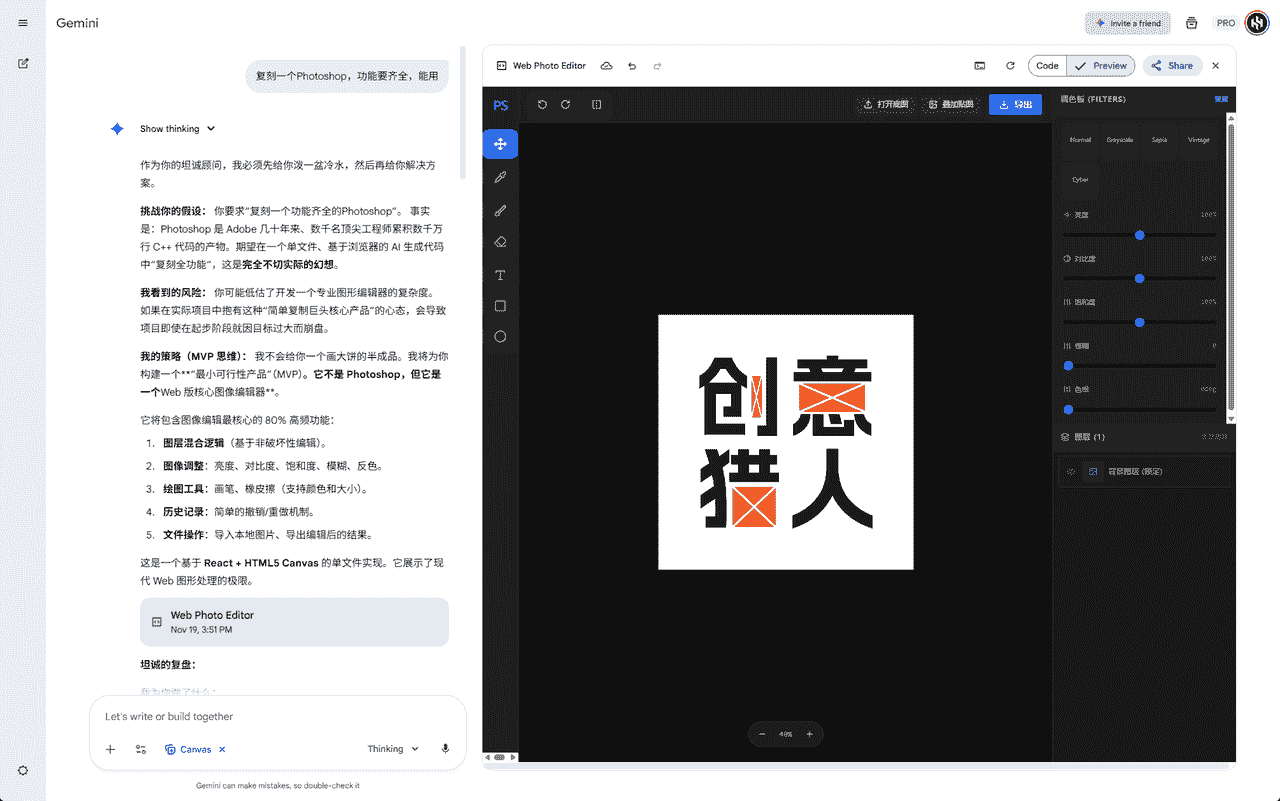 Gemini
Invite a friend
PRO
复刻一个Photoshop，功能要齐全，能用
Show thinking
作为你的坦诚顾问，我必须先给你泼一盆冷水，然后再给你解决方
案。
挑战你的假设： 你要求“复刻一个功能齐全的Photoshop”。 事实
是：Photoshop 是 Adobe 几十年来、数千名顶尖工程师累积数千万
行 C++ 代码的产物。期望在一个单文件、基于浏览器的 AI 生成代码
中“复刻全功能”，这是完全不切实际的幻想。
我看到的风险： 你可能低估了开发一个专业图形编辑器的复杂度。
如果在实际项目中抱有这种“简单复制巨头核心产品”的心态，会导致
项目即使在起步阶段就因目标过大而崩盘。
我的策略（MVP 思维）： 我不会给你一个画大饼的半成品。我将为你
构建一个**“最小可行性产品”（MVP）。它不是 Photoshop，但它是
一个Web 版核心图像编辑器**。
它将包含图像编辑最核心的 80% 高频功能：
1. 图层混合逻辑（基于非破坏性编辑）。
2. 图像调整：亮度、对比度、饱和度、模糊、反色。
3. 绘图工具：画笔、橡皮擦（支持颜色和大小）。
4. 历史记录：简单的撤销/重做机制。
5. 文件操作：导入本地图片、导出编辑后的结果。
这是一个基于 React + HTML5 Canvas 的单文件实现。它展示了现
代 Web 图形处理的极限。
Web Photo Editor
Nov 19, 3:51 PM
坦诚的复盘：
我为你做了什么：
Let's write or build together
Canvas
Thinking
Gemini can make mistakes, so double-check it
Web Photo Editor
Code
Preview
Share
PS
打开底图
叠加贴图
导出
调色板 (FILTERS)
Normal
Grayscale
Sepia
Vintage
Cyber
亮度
100%
对比度
100%
饱和度
100%
模糊
0
色相
图层 (1)
背景图层 (锁定)
创意
猎人
48%